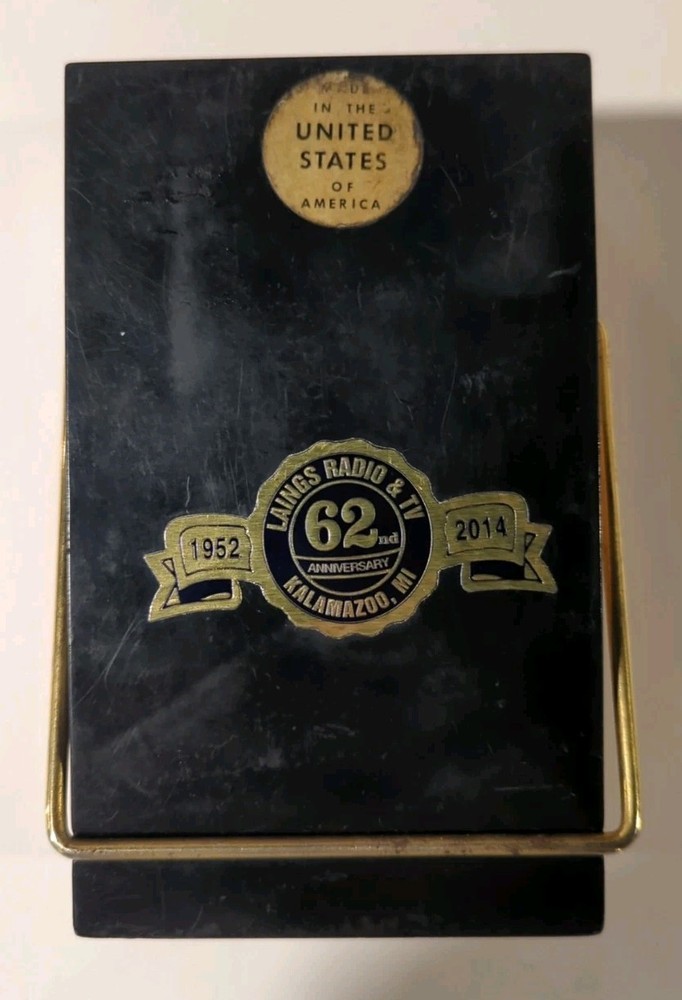 MADE
IN THE
UNITED
STATES
OF
AMERICA
LAINGS RADIO & TV
1952
62nd
2014
ANNIVERSARY
KALAMAZOO, MI